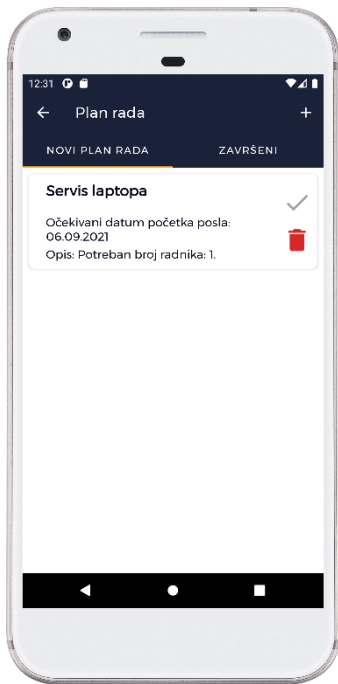 12:31
Plan rada
NOVI PLAN RADA
ZAVRŠENI
Servis laptopa
Očekivani datum početka posla:
06.09.2021
Opis: Potreban broj radnika: 1.